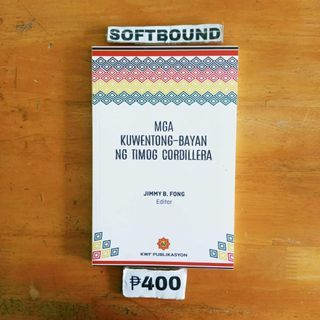 SOFTBOUND
MGA
KUWENTONG-BAYAN
NG TIMOG CORDILLERA
JIMMY B. FONG
Editor
KWF PUBLIKASYON
₱400